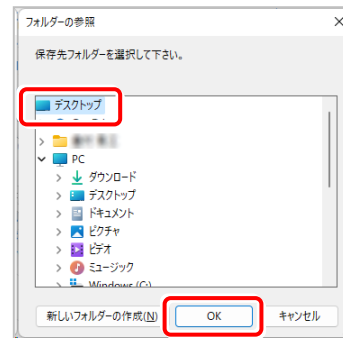 フォルダーの参照
保存先フォルダーを選択して下さい。
デスクトップ
PC
ダウンロード
デスクトップ
ドキュメント
ピクチャ
ビデオ
ミュージック
Windows (C:)
新しいフォルダーの作成(N)
OK
キャンセル